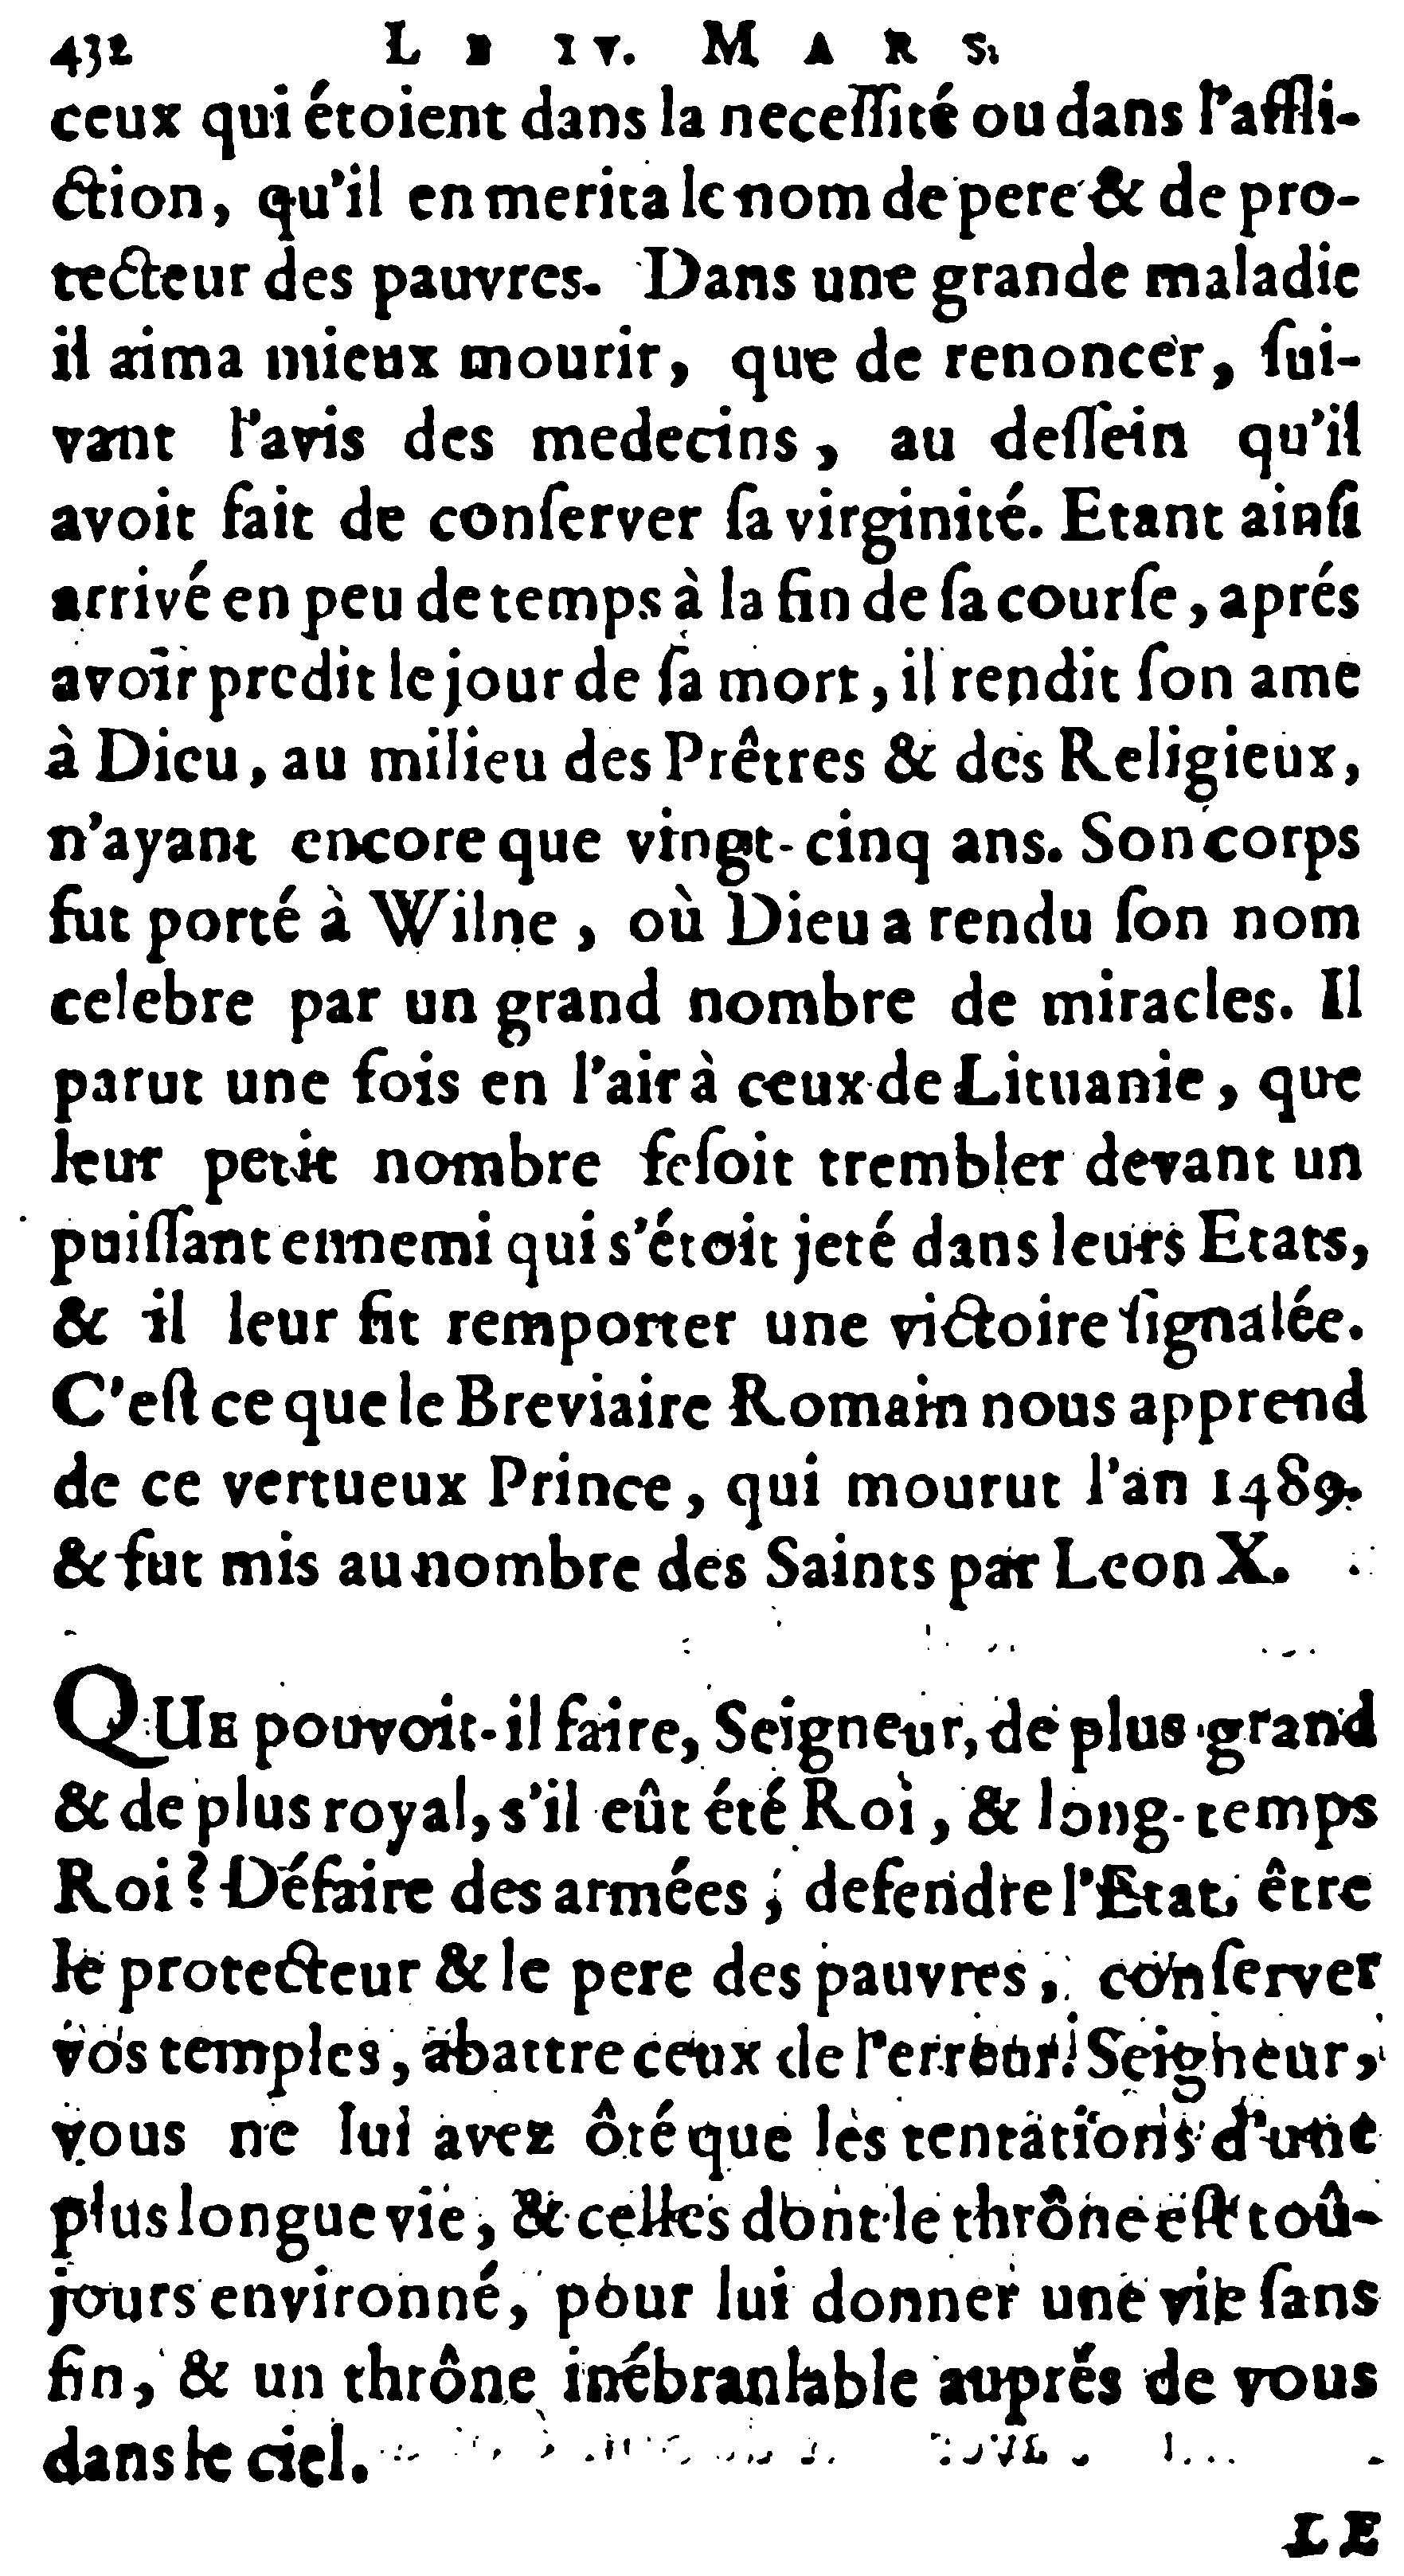 432 LE IV. MARS.
ceux qui étoient dans la neceſſité ou dans l'affli-
ction, qu'il en merita le nom de pere & de pro-
tecteur des pauvres. Dans une grande maladie
il aima mieux mourir, que de renoncer, ſui-
vant l'avis des medecins, au deſſein qu'il
avoit fait de conſerver ſa virginité. Etant ainſi
arrivé en peu de temps à la fin de ſa courſe, aprés
avoir predit le jour de ſa mort, il rendit ſon ame
à Dieu, au milieu des Prêtres & des Religieux,
n'ayant encore que vingt-cinq ans. Son corps
fut porté à Wilne, où Dieu a rendu ſon nom
celebre par un grand nombre de miracles. Il
parut une fois en l'air à ceux de Lituanie, que
leur petit nombre feſoit trembler devant un
puiſſant ennemi qui s'étoit jeté dans leurs Etats,
& il leur fit remporter une victoire ſignalée.
C'eſt ce que le Breviaire Romain nous apprend
de ce vertueux Prince, qui mourut l'an 1489.
& fut mis au nombre des Saints par Leon X.
QUE pouvoit-il faire, Seigneur, de plus grand
& de plus royal, s'il eût été Roi, & long-temps
Roi? Défaire des armées, defendre l'Etat, être
le protecteur & le pere des pauvres, conſerver
vos temples, abattre ceux de l'erreur! Seigneur,
vous ne lui avez ôté que les tentations d'une
plus longue vie, & celles dont le thrône eſt toû-
jours environné, pour lui donner une vie ſans
fin, & un thrône inébranlable auprés de vous
dans le ciel.
LE